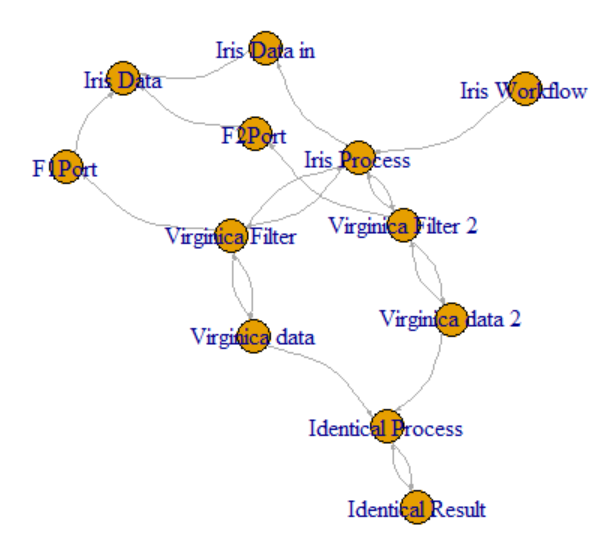 Iris Data in
Iris Data
Iris Workflow
F2Port
Iris Process
F1Port
Virginica Filter 2
Virginica Filter
Virginica data 2
Virginica data
Identical Process
Identical Result